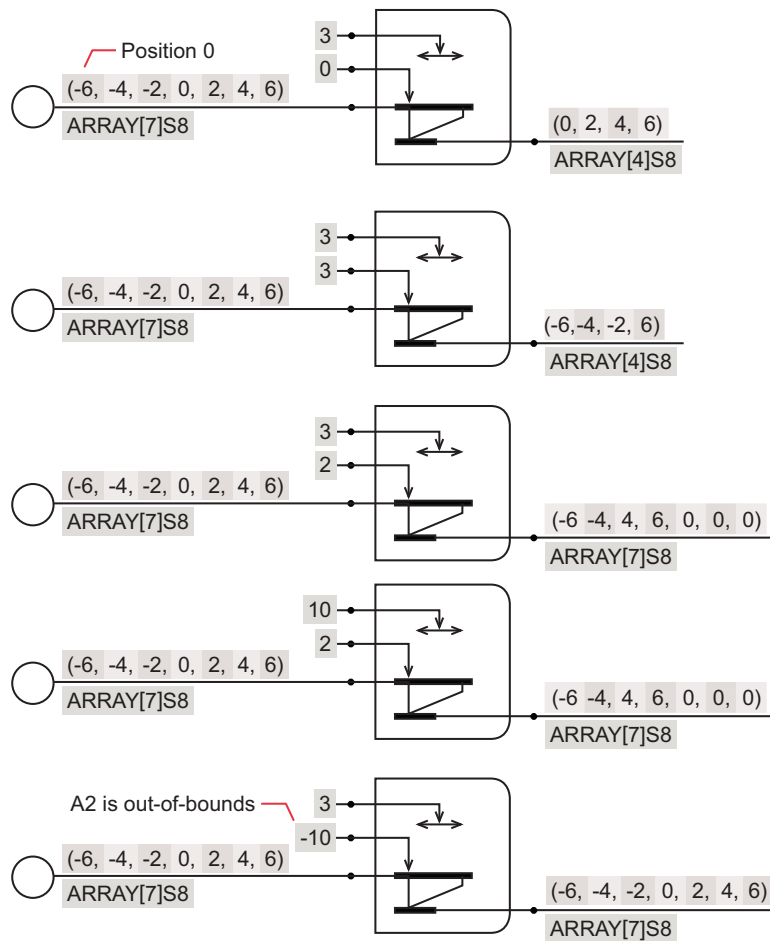 3
Position 0
0
(-6, -4, -2, 0, 2, 4, 6)
ARRAY[7]S8
(0, 2, 4, 6)
ARRAY[4]S8
3
3
(-6, -4, -2, 0, 2, 4, 6)
ARRAY[7]S8
(-6,-4, -2, 6)
ARRAY[4]S8
3
2
(-6, -4, -2, 0, 2, 4, 6)
ARRAY[7]S8
(-6 -4, 4, 6, 0, 0, 0)
ARRAY[7]S8
10
2
(-6, -4, -2, 0, 2, 4, 6)
ARRAY[7]S8
(-6 -4, 4, 6, 0, 0, 0)
ARRAY[7]S8
A2 is out-of-bounds
3
-10
(-6, -4, -2, 0, 2, 4, 6)
ARRAY[7]S8
(-6, -4, -2, 0, 2, 4, 6)
ARRAY[7]S8